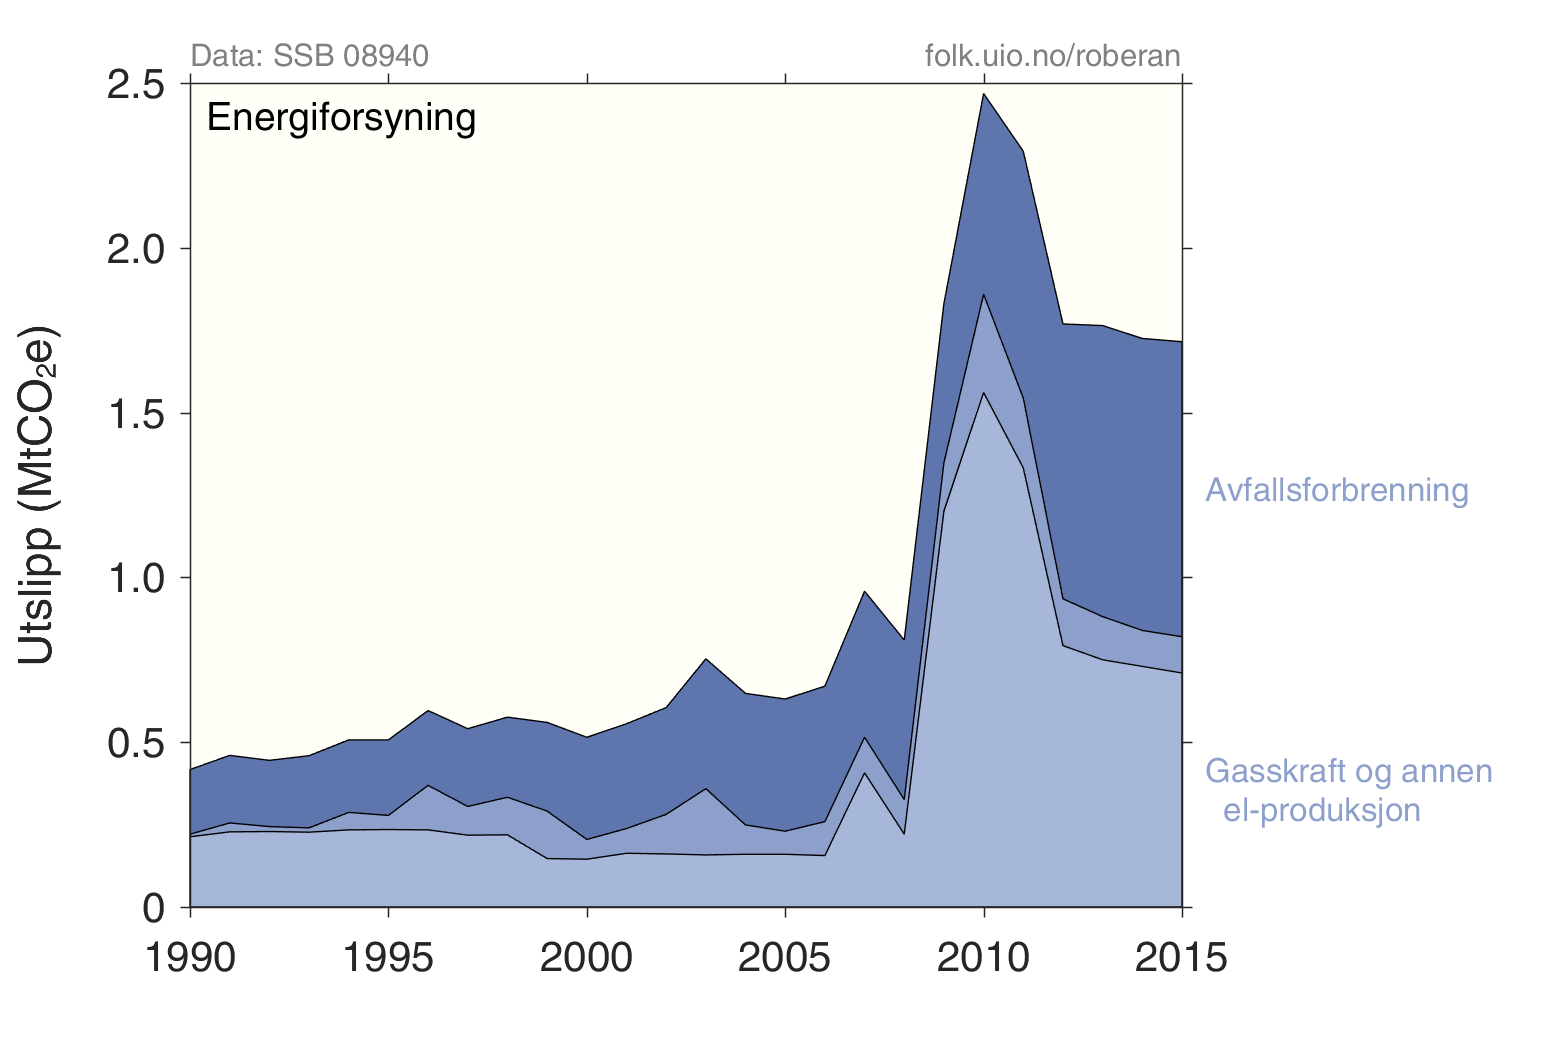 Data: SSB 08940
folk.uio.no/roberan
Energiforsyning
Utslipp (MtCO₂e)
2.5
2.0
1.5
1.0
0.5
0
1990
1995
2000
2005
2010
2015
Avfallsforbrenning
Gasskraft og annen
el-produksjon